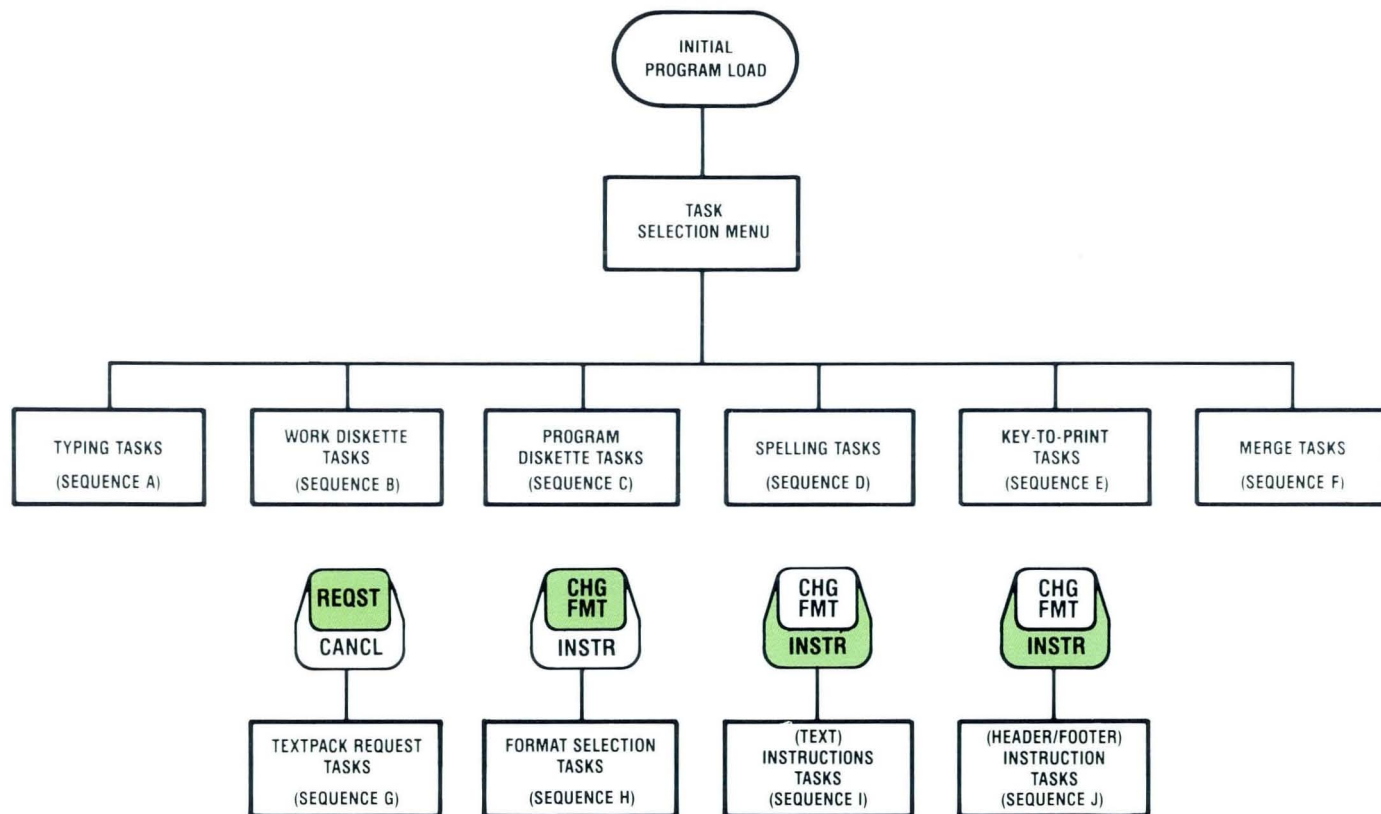 INITIAL
PROGRAM LOAD
TASK
SELECTION MENU
TYPING TASKS
(SEQUENCE A)
WORK DISKETTE
TASKS
(SEQUENCE B)
PROGRAM
DISKETTE TASKS
(SEQUENCE C)
SPELLING TASKS
(SEQUENCE D)
KEY-TO-PRINT
TASKS
(SEQUENCE E)
MERGE TASKS
(SEQUENCE F)
REQST
CANCL
CHG
FMT
INSTR
CHG
FMT
INSTR
CHG
FMT
INSTR
TEXTPACK REQUEST
TASKS
(SEQUENCE G)
FORMAT SELECTION
TASKS
(SEQUENCE H)
(TEXT)
INSTRUCTIONS
TASKS
(SEQUENCE I)
(HEADER/FOOTER)
INSTRUCTION
TASKS
(SEQUENCE J)